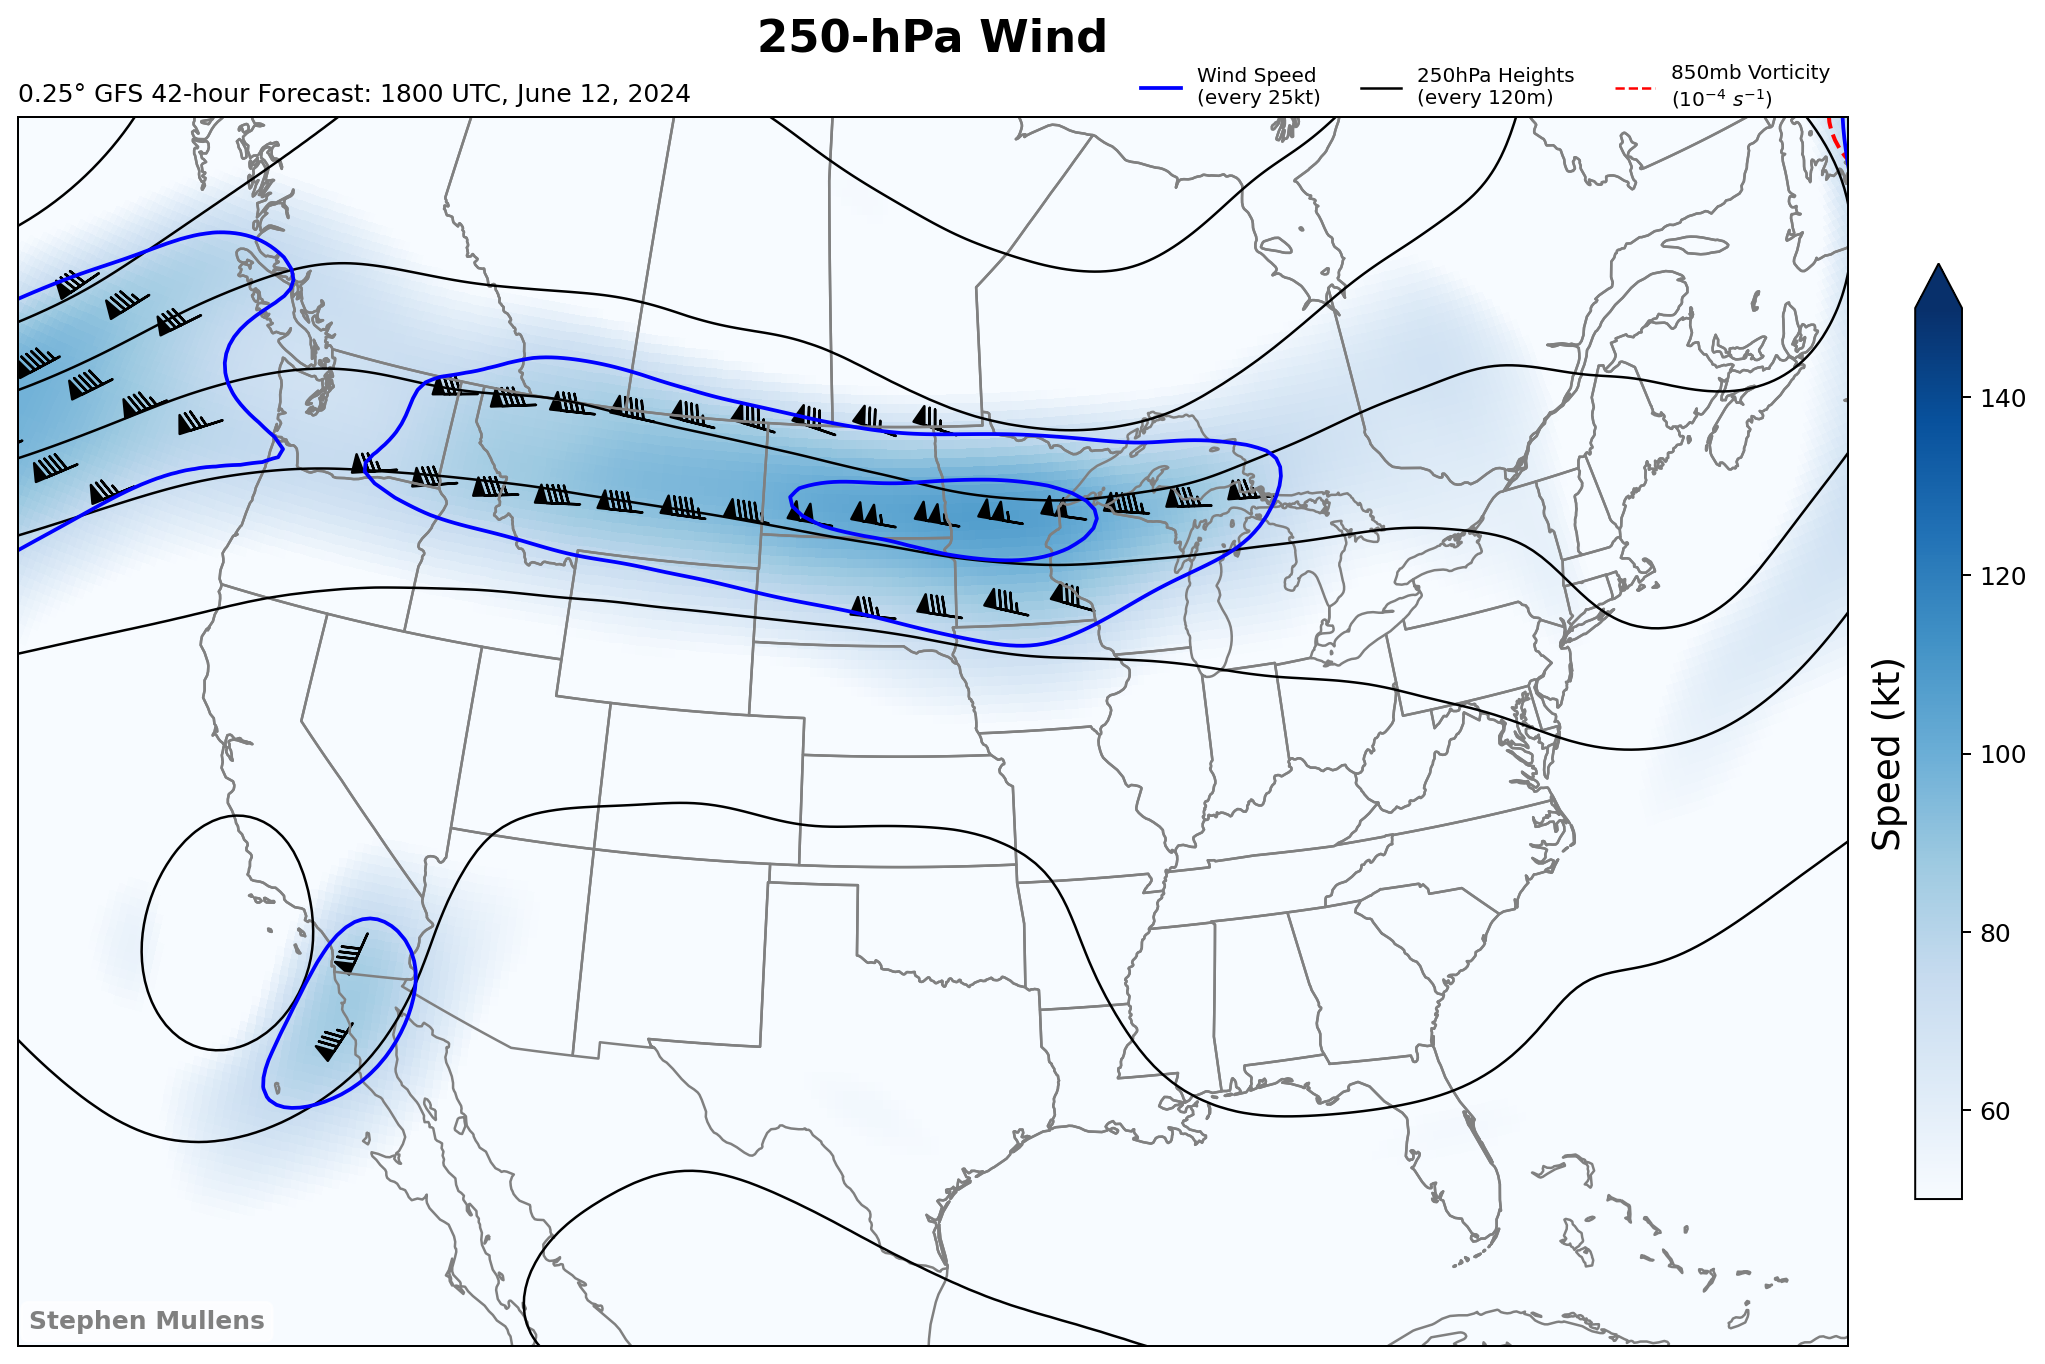 250-hPa Wind
0.25° GFS 42-hour Forecast: 1800 UTC, June 12, 2024
Wind Speed
(every 25kt)
250hPa Heights
(every 120m)
850mb Vorticity
(10⁻⁴ s⁻¹)
140
120
100
80
60
Speed (kt)
Stephen Mullens